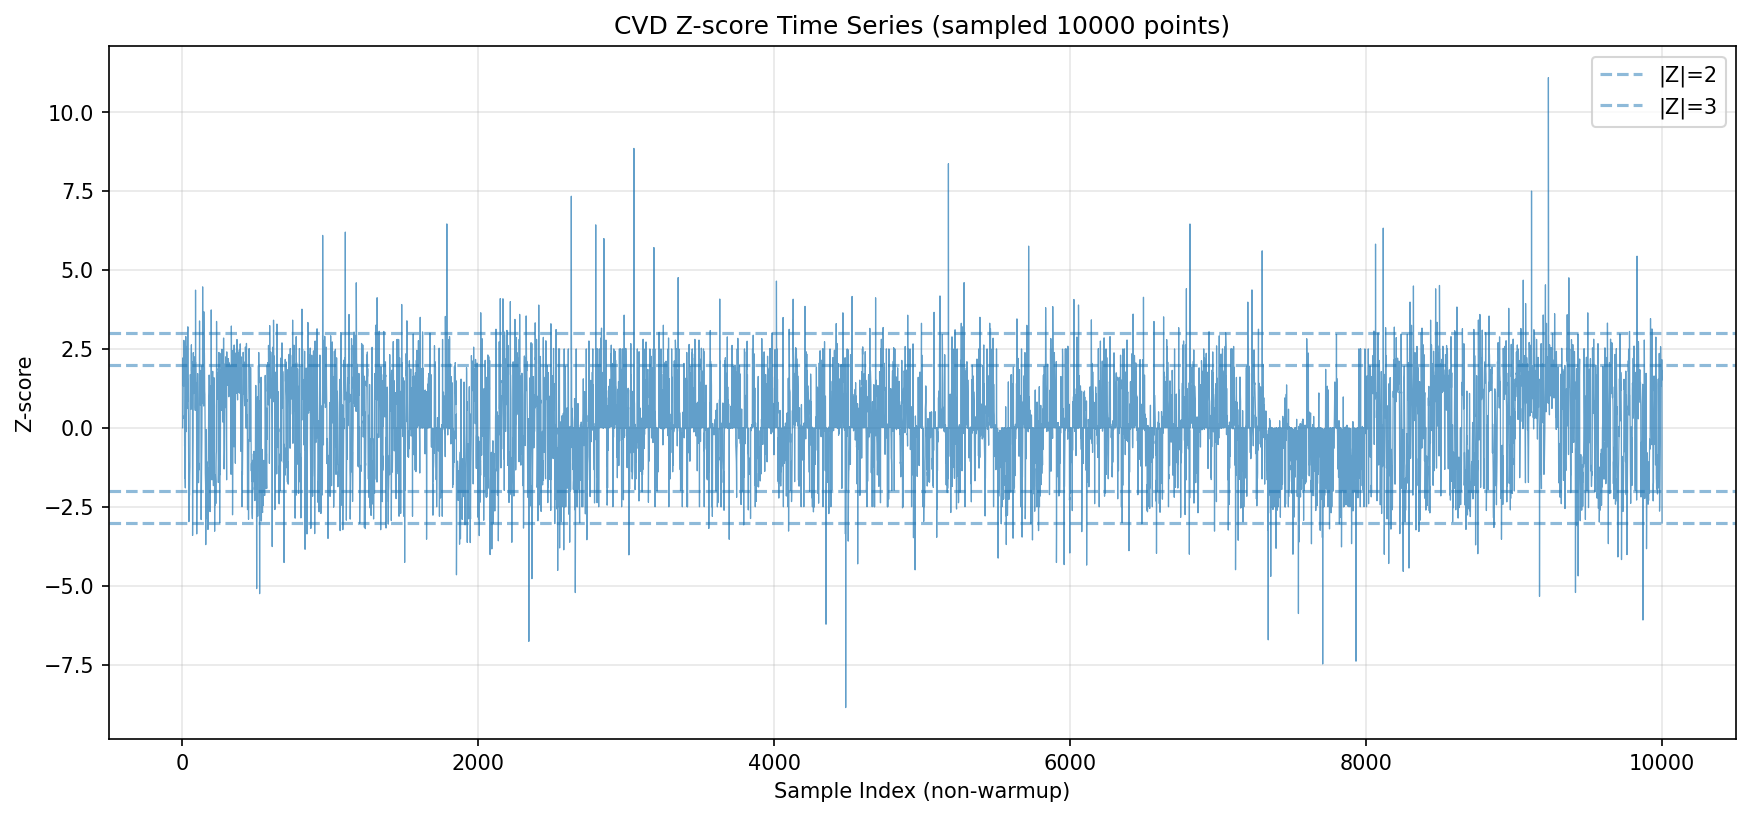 CVD Z-score Time Series (sampled 10000 points)
|Z|=2
|Z|=3
10.0
7.5
5.0
2.5
0.0
−2.5
−5.0
−7.5
Z-score
0
2000
4000
6000
8000
10000
Sample Index (non-warmup)